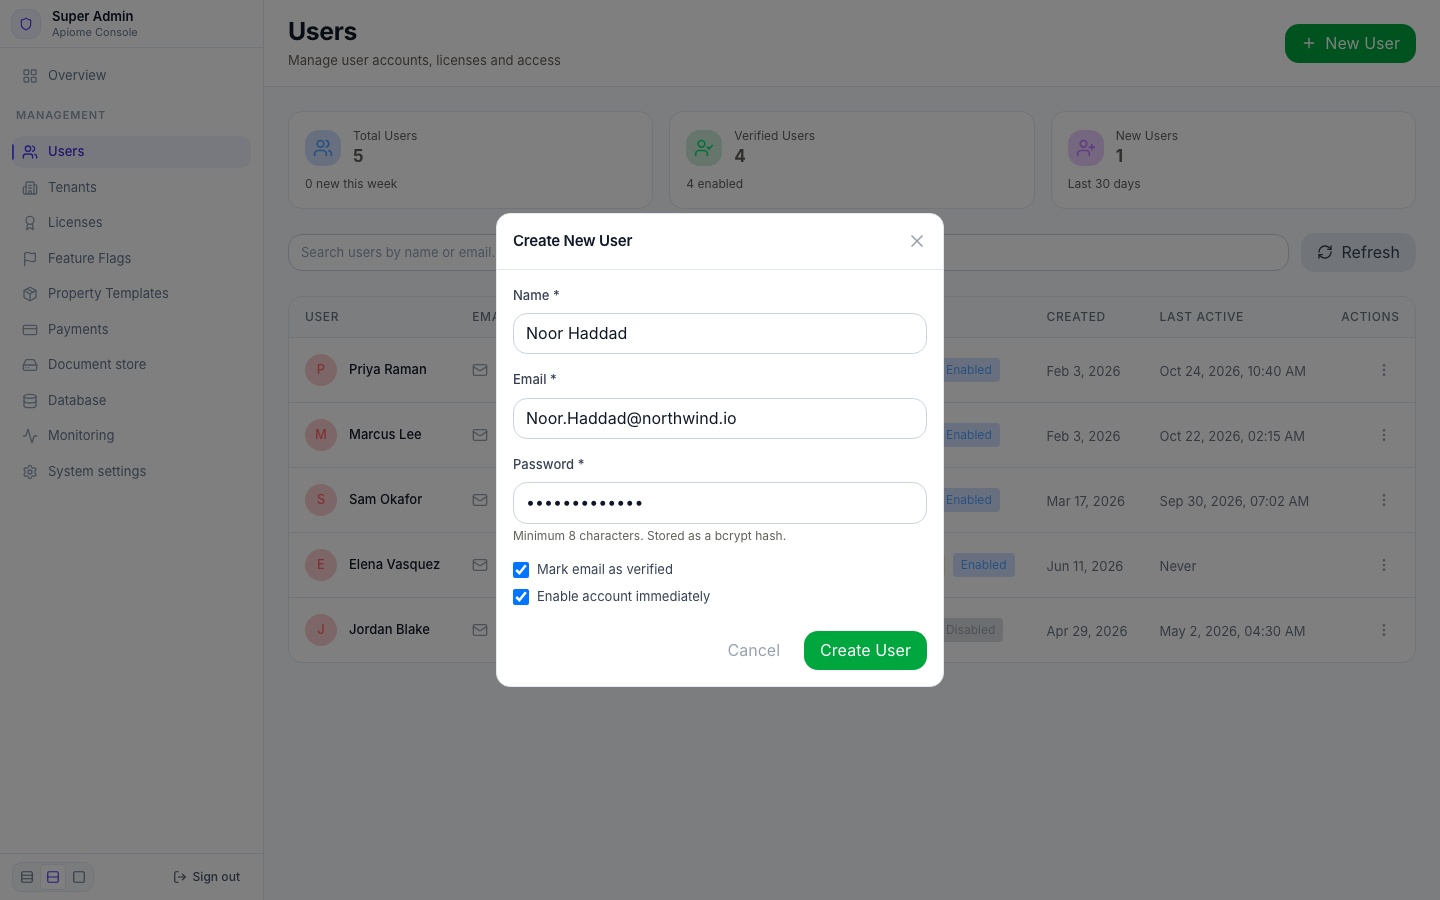 Super Admin
Apiome Console
Overview
MANAGEMENT
Users
Tenants
Licenses
Feature Flags
Property Templates
Payments
Document store
Database
Monitoring
System settings
Sign out
Users
Manage user accounts, licenses and access
New User
Total Users
5
0 new this week
Verified Users
4
4 enabled
New Users
1
Last 30 days
Search users by name or email.
Refresh
USER CREATED LAST ACTIVE ACTIONS
P Priya Raman Enabled Feb 3, 2026 Oct 24, 2026, 10:40 AM
M Marcus Lee Enabled Feb 3, 2026 Oct 22, 2026, 02:15 AM
S Sam Okafor Enabled Mar 17, 2026 Sep 30, 2026, 07:02 AM
E Elena Vasquez Enabled Jun 11, 2026 Never
J Jordan Blake Disabled Apr 29, 2026 May 2, 2026, 04:30 AM
Create New User
Name *
Noor Haddad
Email *
Noor.Haddad@northwind.io
Password *
•••••••••••••
Minimum 8 characters. Stored as a bcrypt hash.
Mark email as verified
Enable account immediately
Cancel
Create User